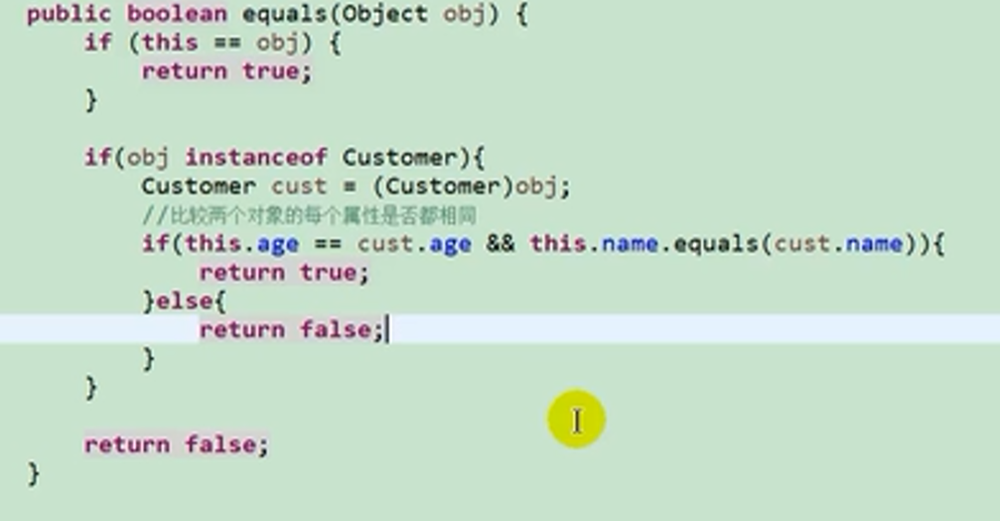 public boolean equals(Object obj) {
if (this == obj) {
return true;
}
if(obj instanceof Customer){
Customer cust = (Customer)obj;
//比较两个对象的每个属性是否都相同
if(this.age == cust.age && this.name.equals(cust.name)){
return true;
}else{
return false;
}
}
return false;
}